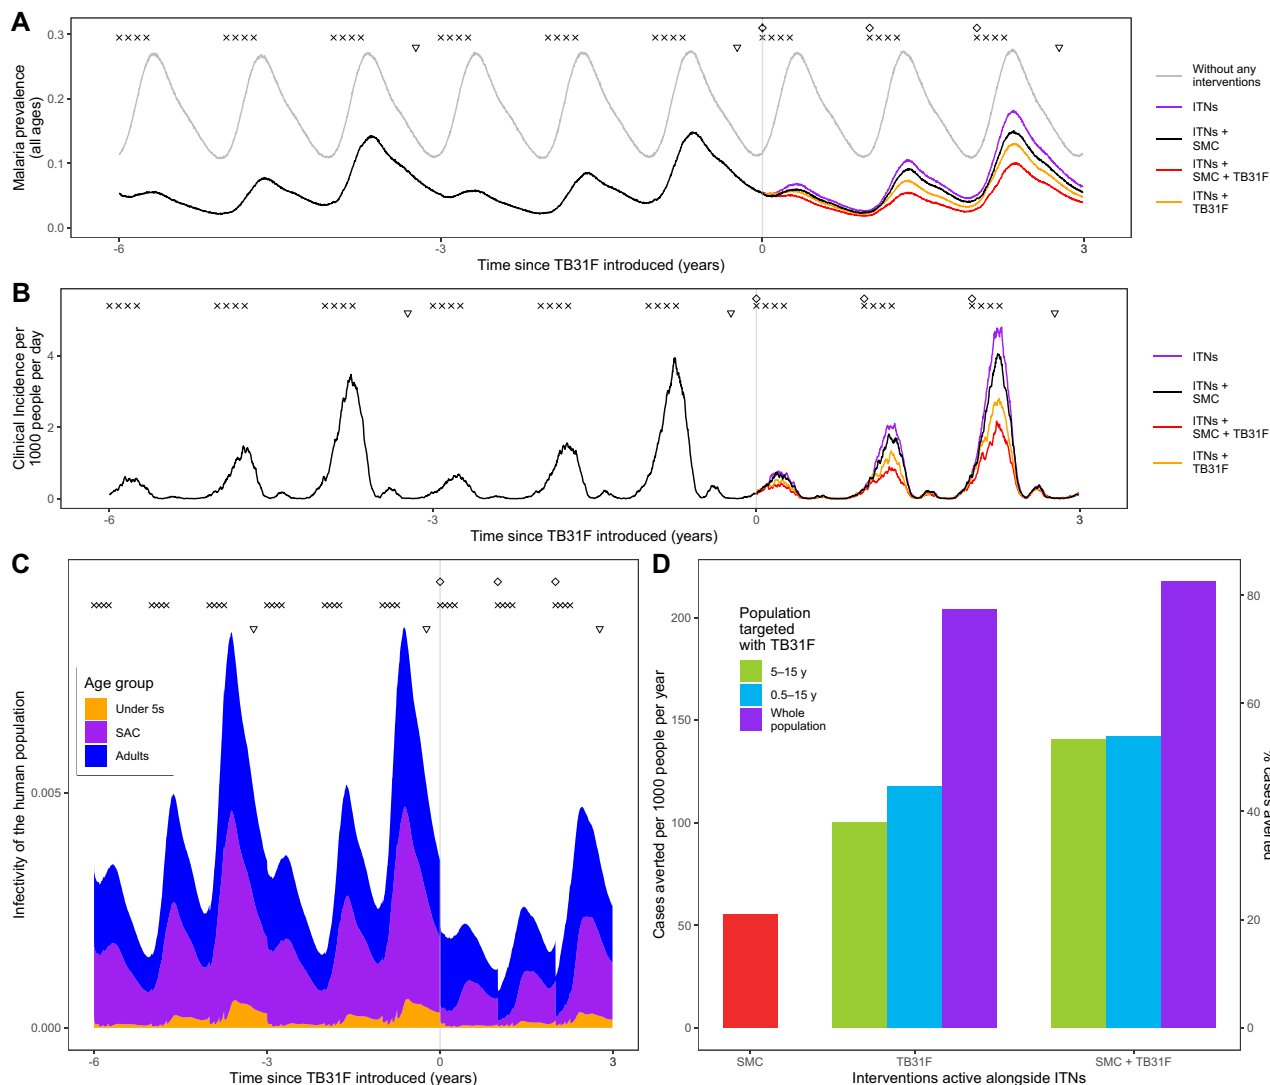 A
Malaria prevalence
(all ages)
0.3
0.2
0.1
0.0
-6
-3
0
3
Time since TB31F introduced (years)
Without any
interventions
ITNs
ITNs +
SMC
ITNs +
SMC + TB31F
ITNs +
TB31F
B
Clinical Incidence per
1000 people per day
4
2
0
-6
-3
0
3
Time since TB31F introduced (years)
ITNs
ITNs +
SMC
ITNs +
SMC + TB31F
ITNs +
TB31F
C
Infectivity of the human population
0.005
0.000
Age group
Under 5s
SAC
Adults
-6
-3
0
3
Time since TB31F introduced (years)
D
Cases averted per 1000 people per year
200
150
100
50
0
Population
targeted
with TB31F
5–15 y
0.5–15 y
Whole
population
80
60
40
20
0
% cases averted
SMC
TB31F
SMC + TB31F
Interventions active alongside ITNs